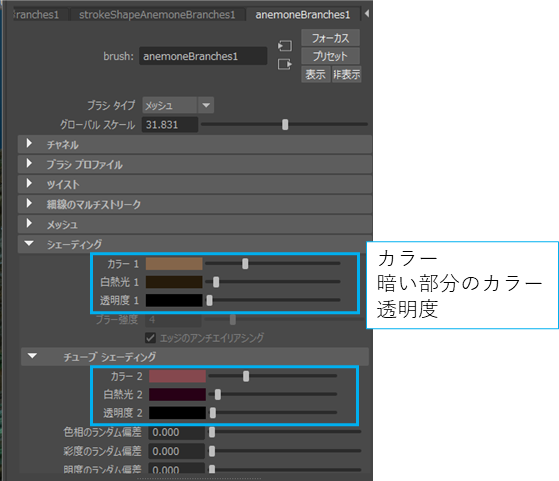 ranches1 strokeShapeAnemoneBranches1 anemoneBranches1
brush: anemoneBranches1
フォーカス
プリセット
表示 非表示
ブラシ タイプ メッシュ
グローバル スケール 31.831
チャネル
ブラシ プロファイル
ツイスト
細線のマルチストリーク
メッシュ
シェーディング
カラー 1
白熱光 1
透明度 1
ブラー強度 4
エッジのアンチエイリアシング
カラー
暗い部分のカラー
透明度
チューブ シェーディング
カラー 2
白熱光 2
透明度 2
色相のランダム偏差 0.000
彩度のランダム偏差 0.000
明度のランダム偏差 0.000